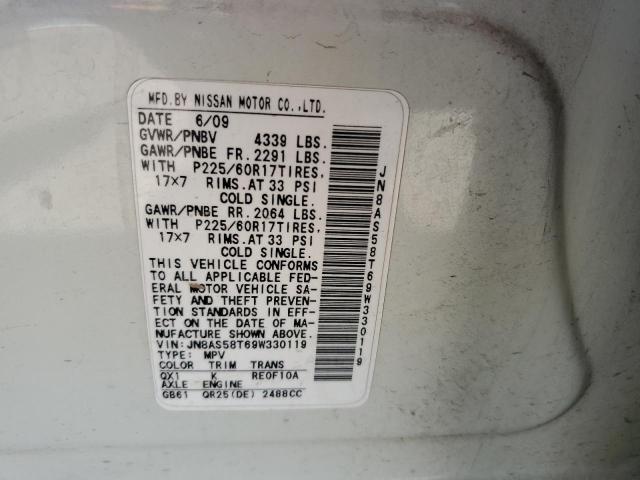 MFD.BY NISSAN MOTOR CO.,LTD.
DATE 6/09
GVWR/PNBV 4339 LBS.
GAWR/PNBE FR.2291 LBS.
WITH P225/60R17TIRES,
17x7 RIMS.AT 33 PSI
COLD SINGLE.
GAWR/PNBE RR.2064 LBS.
WITH P225/60R17TIRES,
17x7 RIMS.AT 33 PSI
COLD SINGLE.
THIS VEHICLE CONFORMS
TO ALL APPLICABLE FED-
ERAL MOTOR VEHICLE SA-
FETY AND THEFT PREVEN-
TION STANDARDS IN EFF-
ECT ON THE DATE OF MA-
NUFACTURE SHOWN ABOVE.
VIN: JN8AS58T69W330119
TYPE: MPV
COLOR TRIM TRANS
QX1 K RE0F10A
AXLE ENGINE
GB61 QR25(DE) 2488CC
JN8AS58T69W330119